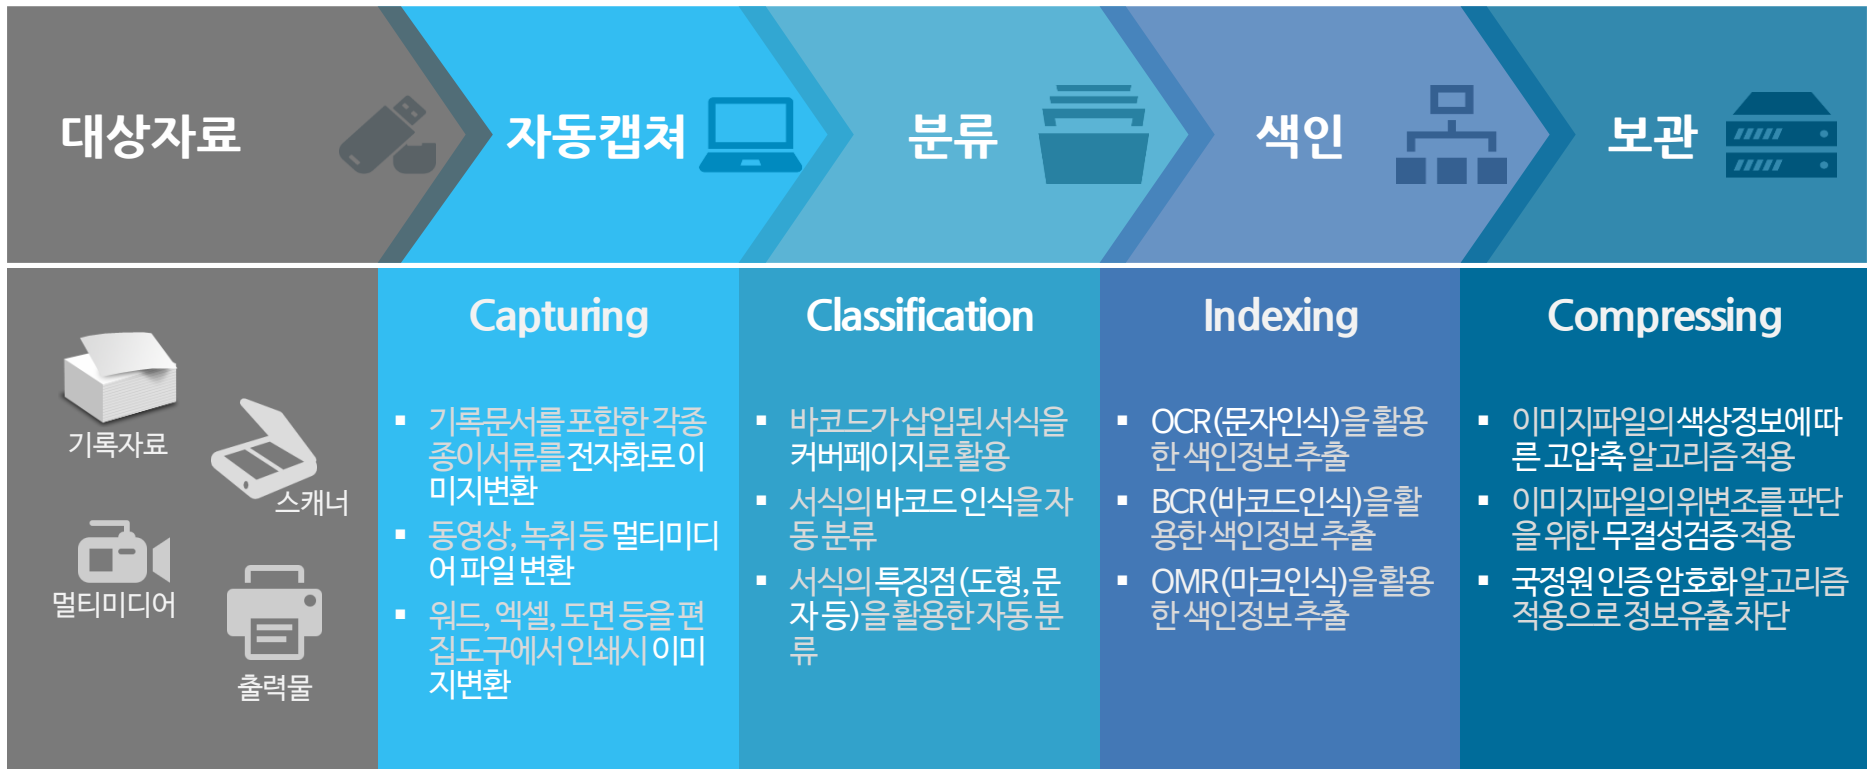 대상자료
자동캡쳐
분류
색인
보관
기록자료
스캐너
멀티미디어
출력물
Capturing
▪ 기록문서를 포함한 각종
종이서류를 전자화로 이
미지변환
▪ 동영상, 녹취 등 멀티미디
어 파일 변환
▪ 워드, 엑셀, 도면 등을 편
집도구에서 인쇄시 이미
지변환
Classification
▪ 바코드가 삽입된 서식을
커버페이지로 활용
▪ 서식의 바코드 인식을 자
동 분류
▪ 서식의 특징점(도형, 문
자 등)을 활용한 자동 분
류
Indexing
▪ OCR(문자인식)을 활용
한 색인정보 추출
▪ BCR(바코드인식)을 활
용한 색인정보 추출
▪ OMR(마크인식)을 활용
한 색인정보 추출
Compressing
▪ 이미지파일의 색상정보에 따
른 고압축 알고리즘 적용
▪ 이미지파일의 위변조를 판단
을 위한 무결성검증 적용
▪ 국정원 인증 암호화 알고리즘
적용으로 정보유출 차단